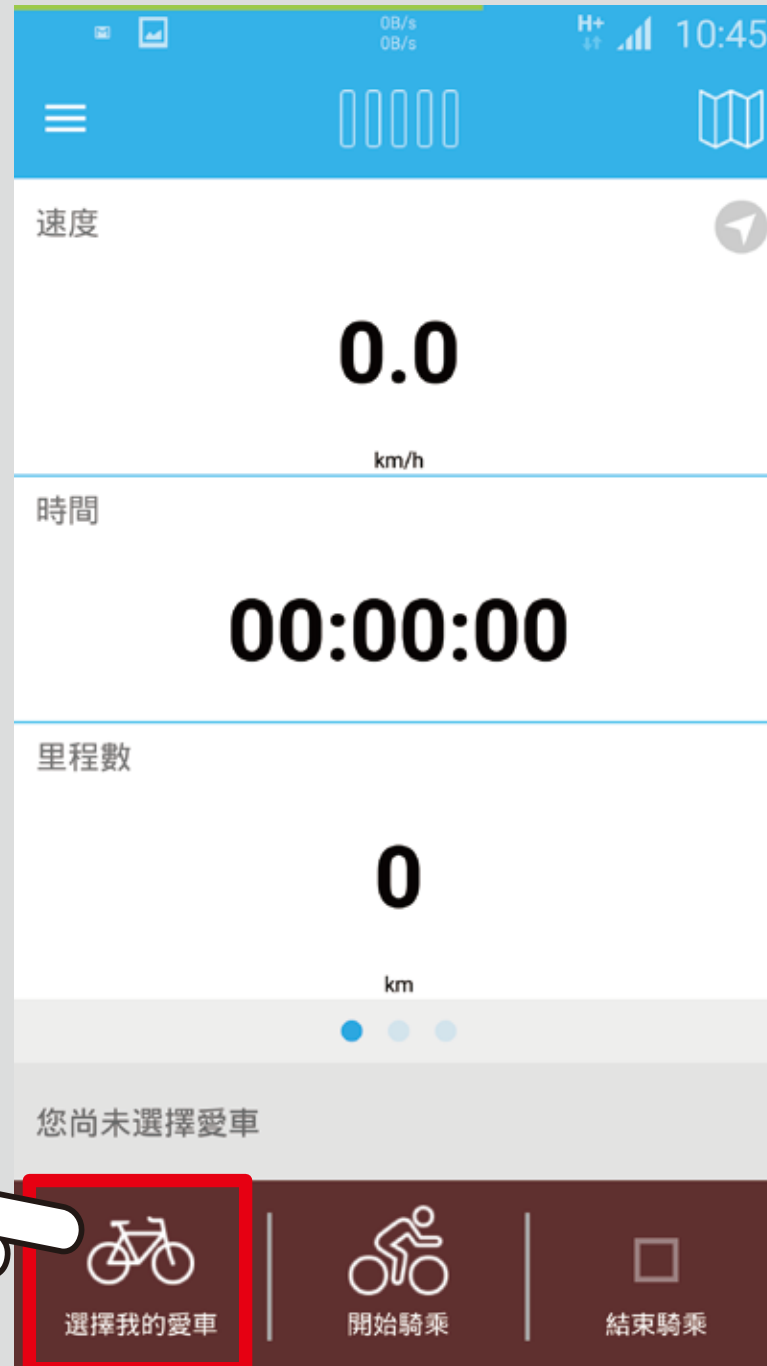 0B/s
0B/s
H+
10:45
速度
0.0
km/h
時間
00:00:00
里程數
0
km
您尚未選擇愛車
選擇我的愛車
開始騎乘
結束騎乘